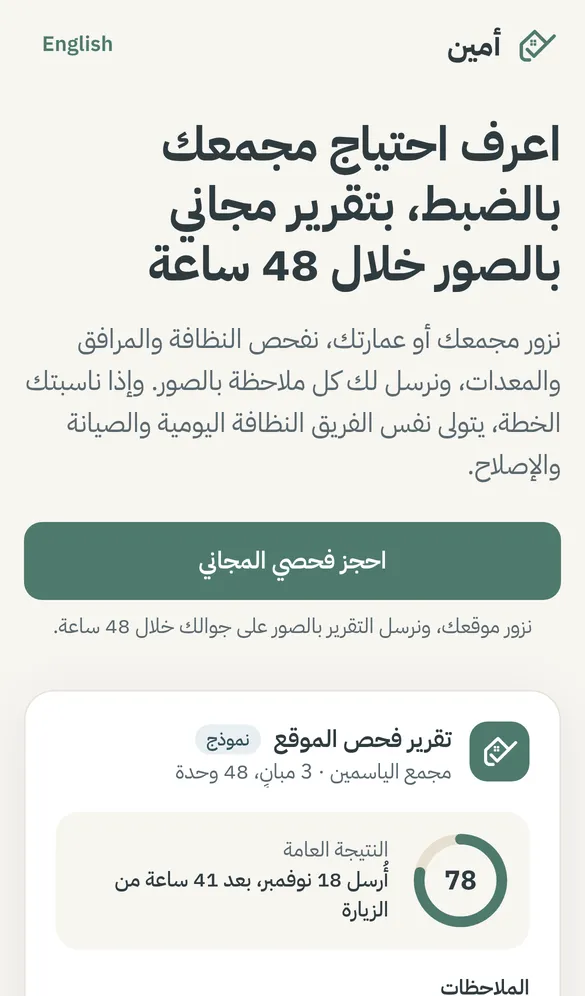 أمين
English
اعرف احتياج مجمعك
بالضبط، بتقرير مجاني
بالصور خلال 48 ساعة
نزور مجمعك أو عمارتك، نفحص النظافة والمرافق
والمعدات، ونرسل لك كل ملاحظة بالصور. وإذا ناسبتك
الخطة، يتولى نفس الفريق النظافة اليومية والصيانة
والإصلاح.
احجز فحصي المجاني
نزور موقعك، ونرسل التقرير بالصور على جوالك خلال 48 ساعة.
تقرير فحص الموقع نموذج
مجمع الياسمين · 3 مبانٍ، 48 وحدة
78
النتيجة العامة
أُرسل 18 نوفمبر، بعد 41 ساعة من
الزيارة
الملاحظات